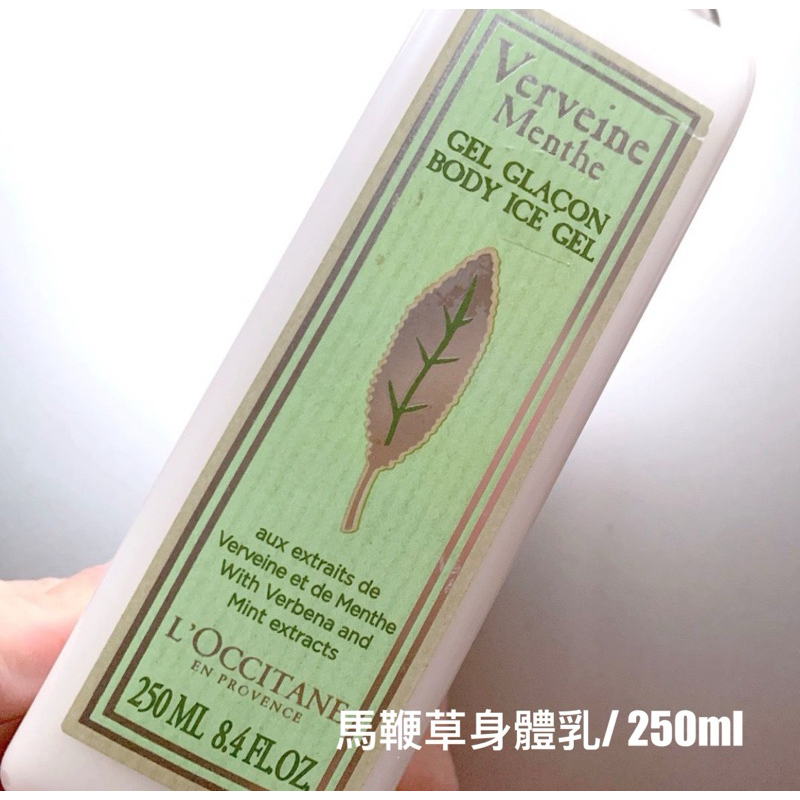 Verveine
Menthe
GEL GLAÇON
BODY ICE GEL
aux extraits de
Verveine et de Menthe
With Verbena and
Mint extracts
L'OCCITANE
EN PROVENCE
250 ML 8.4 FL.OZ.
馬鞭草身體乳/ 250ml